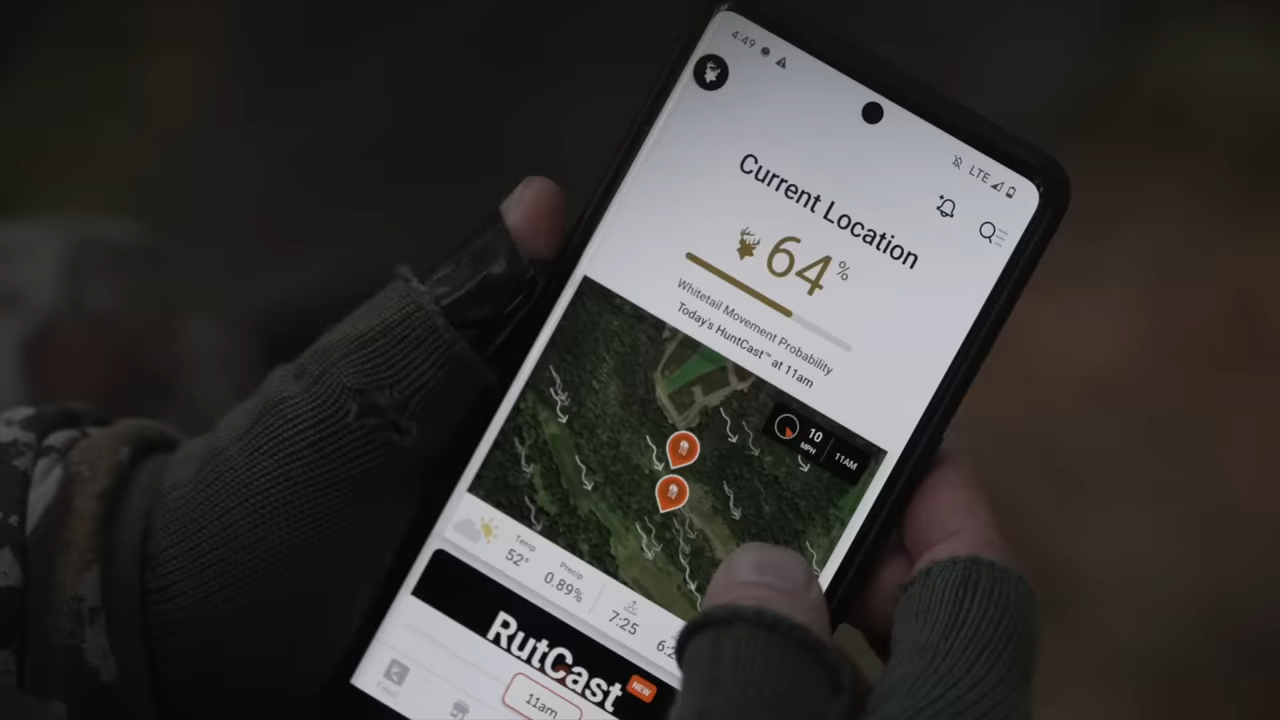 4:49
LTE
Current Location
64%
Whitetail Movement Probability
Today's HuntCast™ at 11am
10
MPH
11AM
Temp
52°
Precip
0.89%
7:25
RutCast
NEW
11am